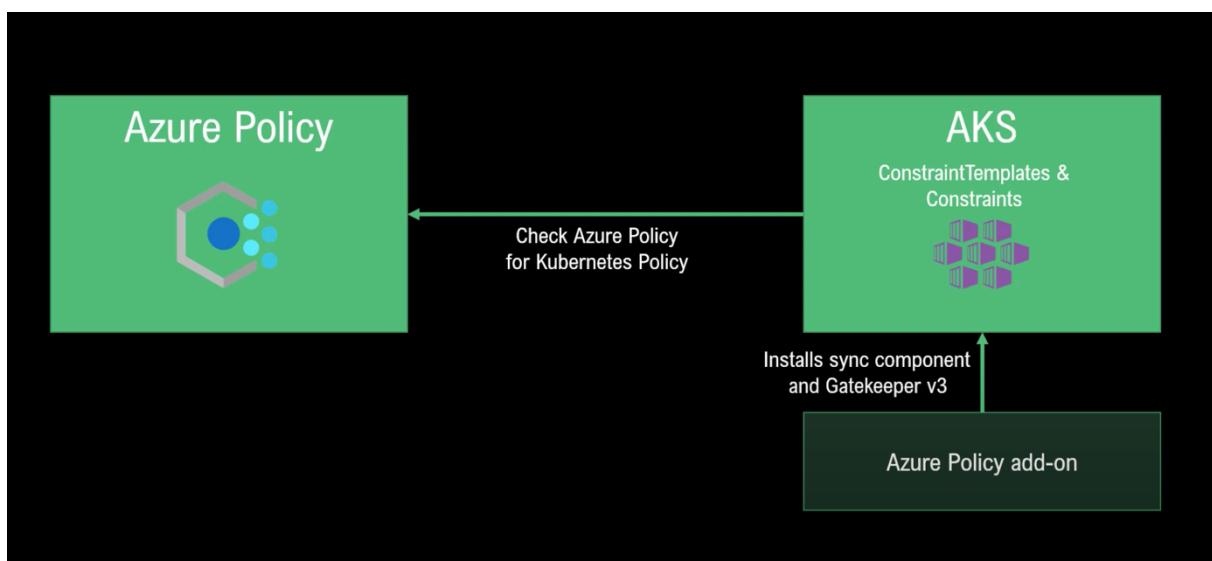 Azure Policy
AKS
ConstraintTemplates &
Constraints
Check Azure Policy
for Kubernetes Policy
Installs sync component
and Gatekeeper v3
Azure Policy add-on